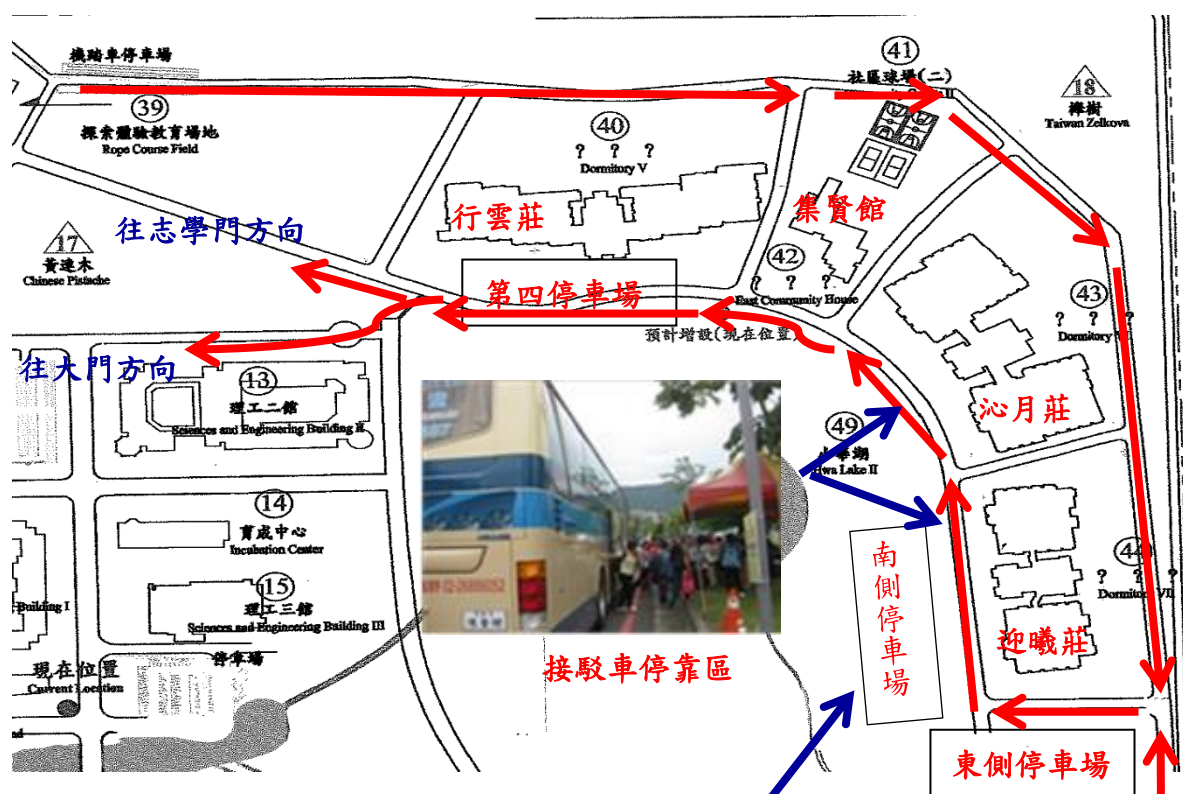 機踏車停車場
39
探索體驗教育場地
Rope Course Field
40
? ? ?
Dormitory V
行雲莊
41
社區球場(二)
18
櫸樹
Taiwan Zelkova
集賢館
42
? ? ?
East Community House
17
黃連木
Chinese Pistache
往志學門方向
第四停車場
預計增設(現在位置)
43
? ? ?
沁月莊
往大門方向
13
理工二館
Sciences and Engineering Building II
49
Hwa Lake II
14
育成中心
Incubation Center
15
理工三館
Sciences and Engineering Building III
Building I
停車場
現在位置
Current Location
接駁車停靠區
南側停車場
44
? ? ?
Dormitory VII
迎曦莊
東側停車場